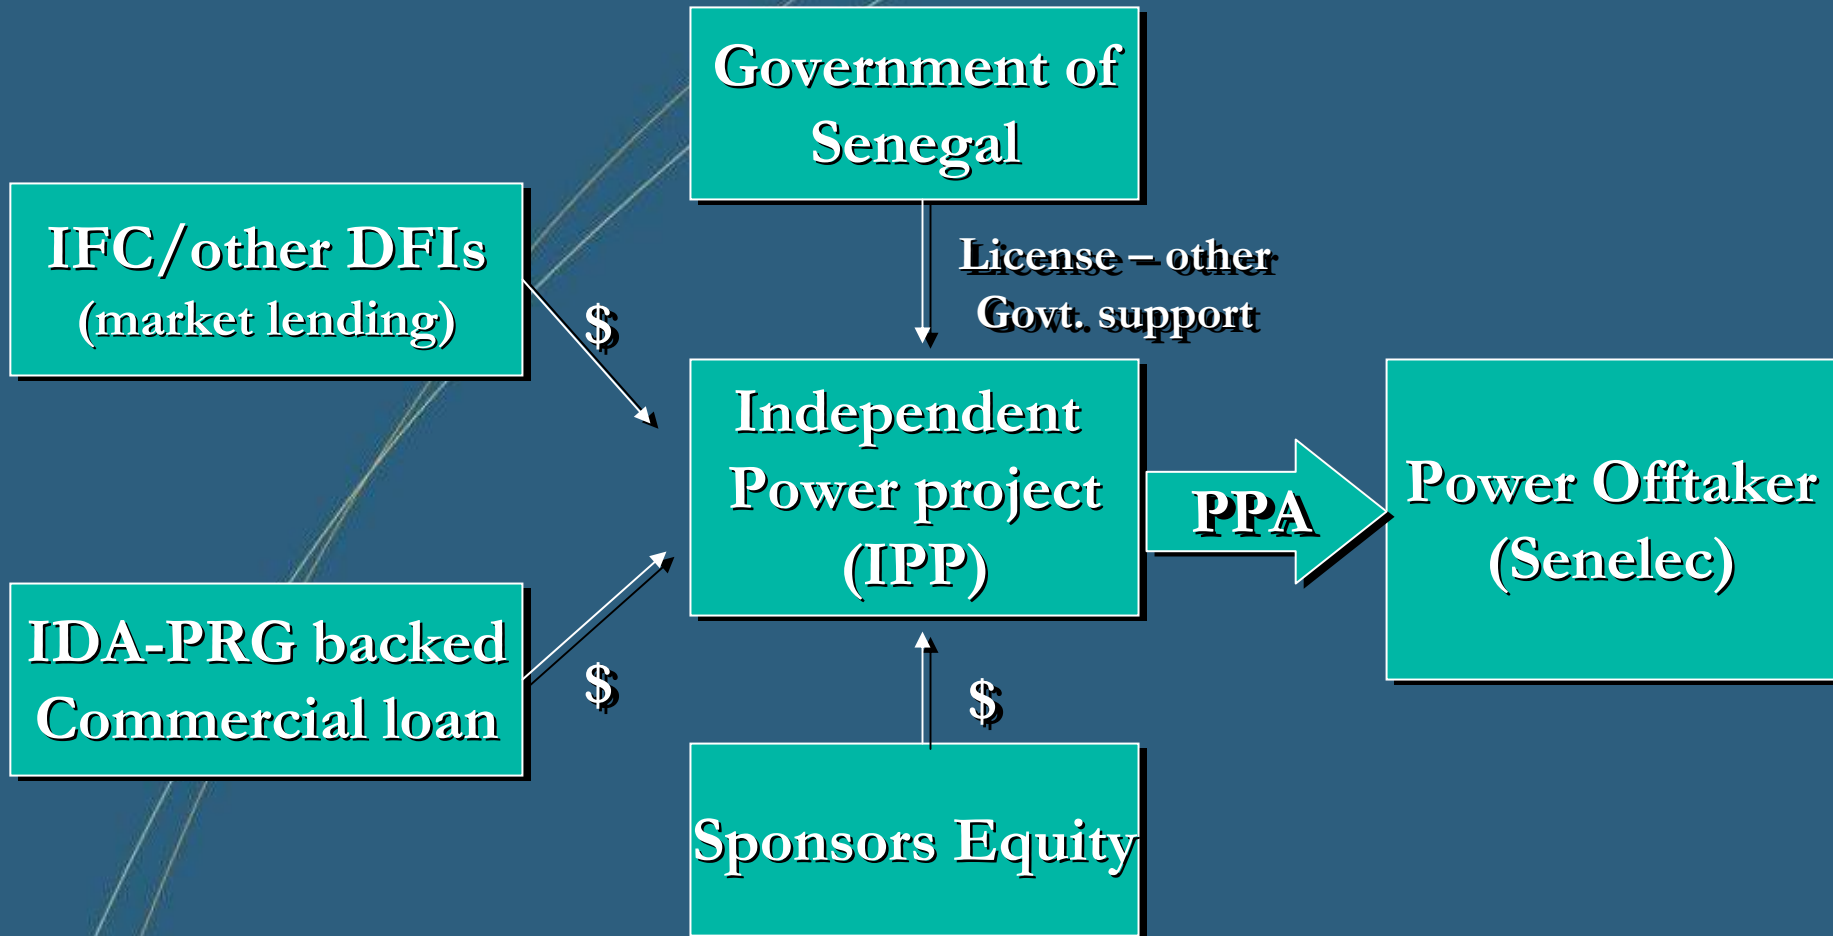 Government of
Senegal
IFC/other DFIs
(market lending)
$
License – other
Govt. support
Independent
Power project
(IPP)
PPA
Power Offtaker
(Senelec)
IDA-PRG backed
Commercial loan
$
$
Sponsors Equity